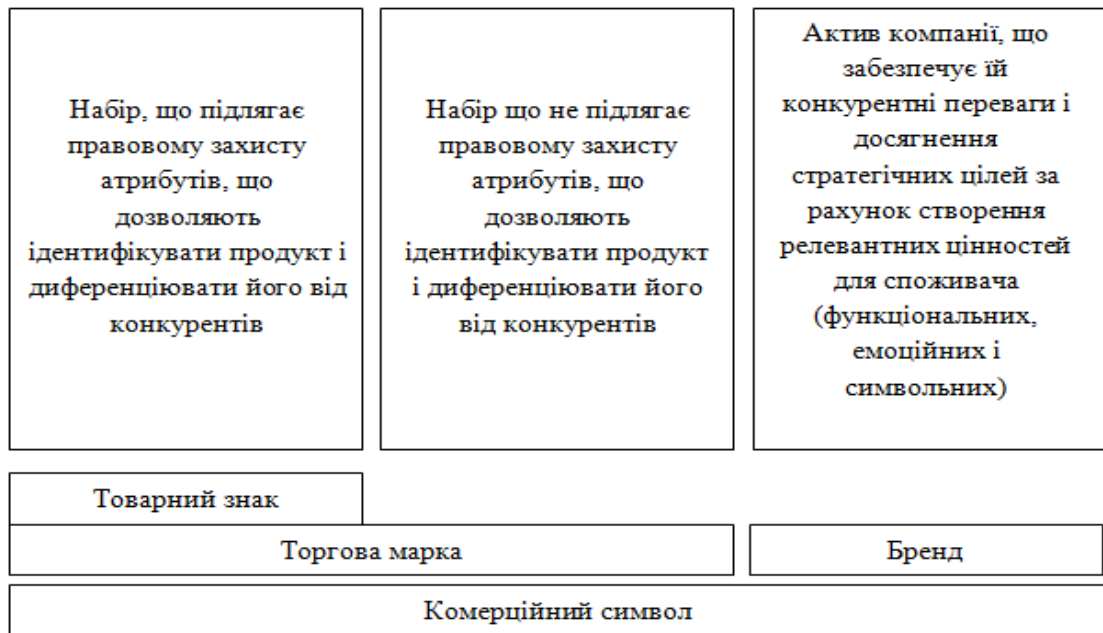 Набір, що підлягає
правовому захисту
атрибутів, що
дозволяють
ідентифікувати продукт і
диференціювати його від
конкурентів
Набір що не підлягає
правовому захисту
атрибутів, що
дозволяють
ідентифікувати продукт
і диференціювати його
від конкурентів
Актив компанії, що
забезпечує їй
конкурентні переваги і
досягнення
стратегічних цілей за
рахунок створення
релевантних цінностей
для споживача
(функціональних,
емоційних і
символьних)
Товарний знак
Торгова марка
Бренд
Комерційний символ